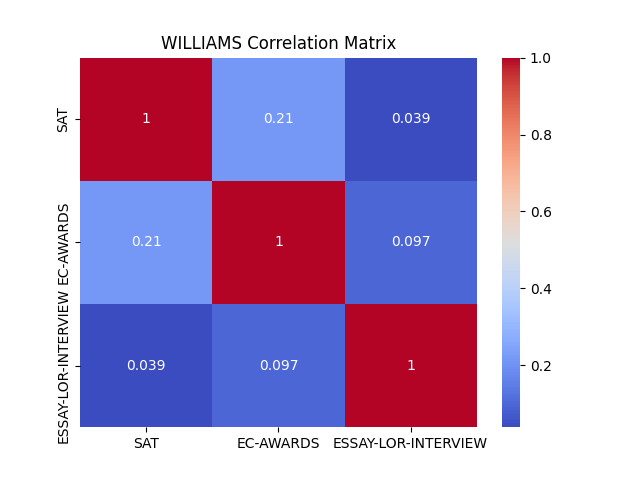 WILLIAMS Correlation Matrix
SAT
1
0.21
0.039
EC-AWARDS
0.21
1
0.097
ESSAY-LOR-INTERVIEW
0.039
0.097
1
SAT
EC-AWARDS
ESSAY-LOR-INTERVIEW
1.0
0.8
0.6
0.4
0.2